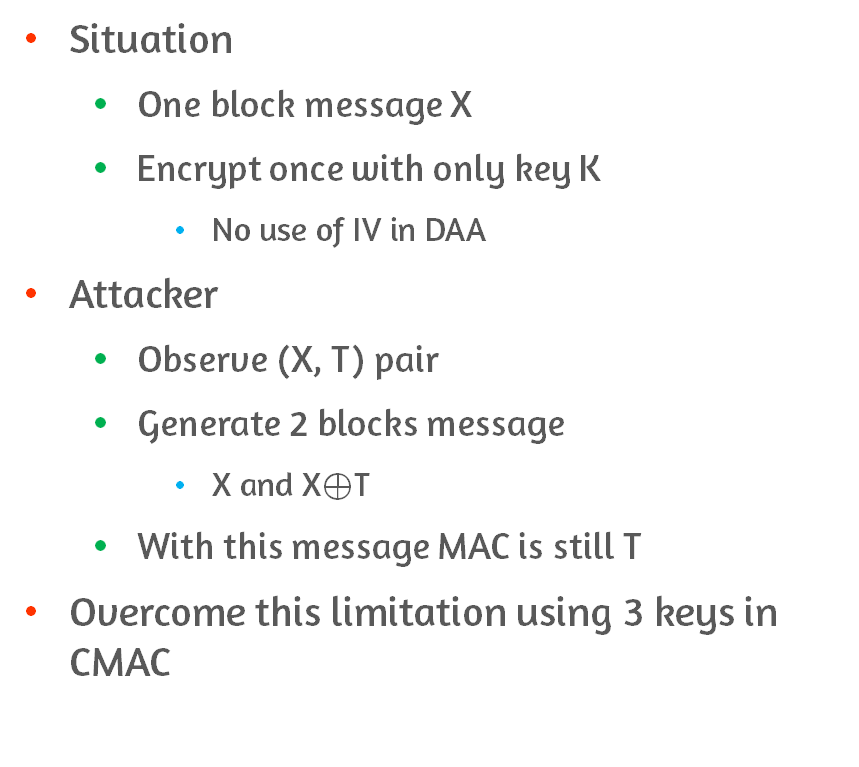 • Situation
• One block message X
• Encrypt once with only key K
• No use of IV in DAA
• Attacker
• Observe (X, T) pair
• Generate 2 blocks message
• X and X⊕T
• With this message MAC is still T
• Overcome this limitation using 3 keys in
CMAC